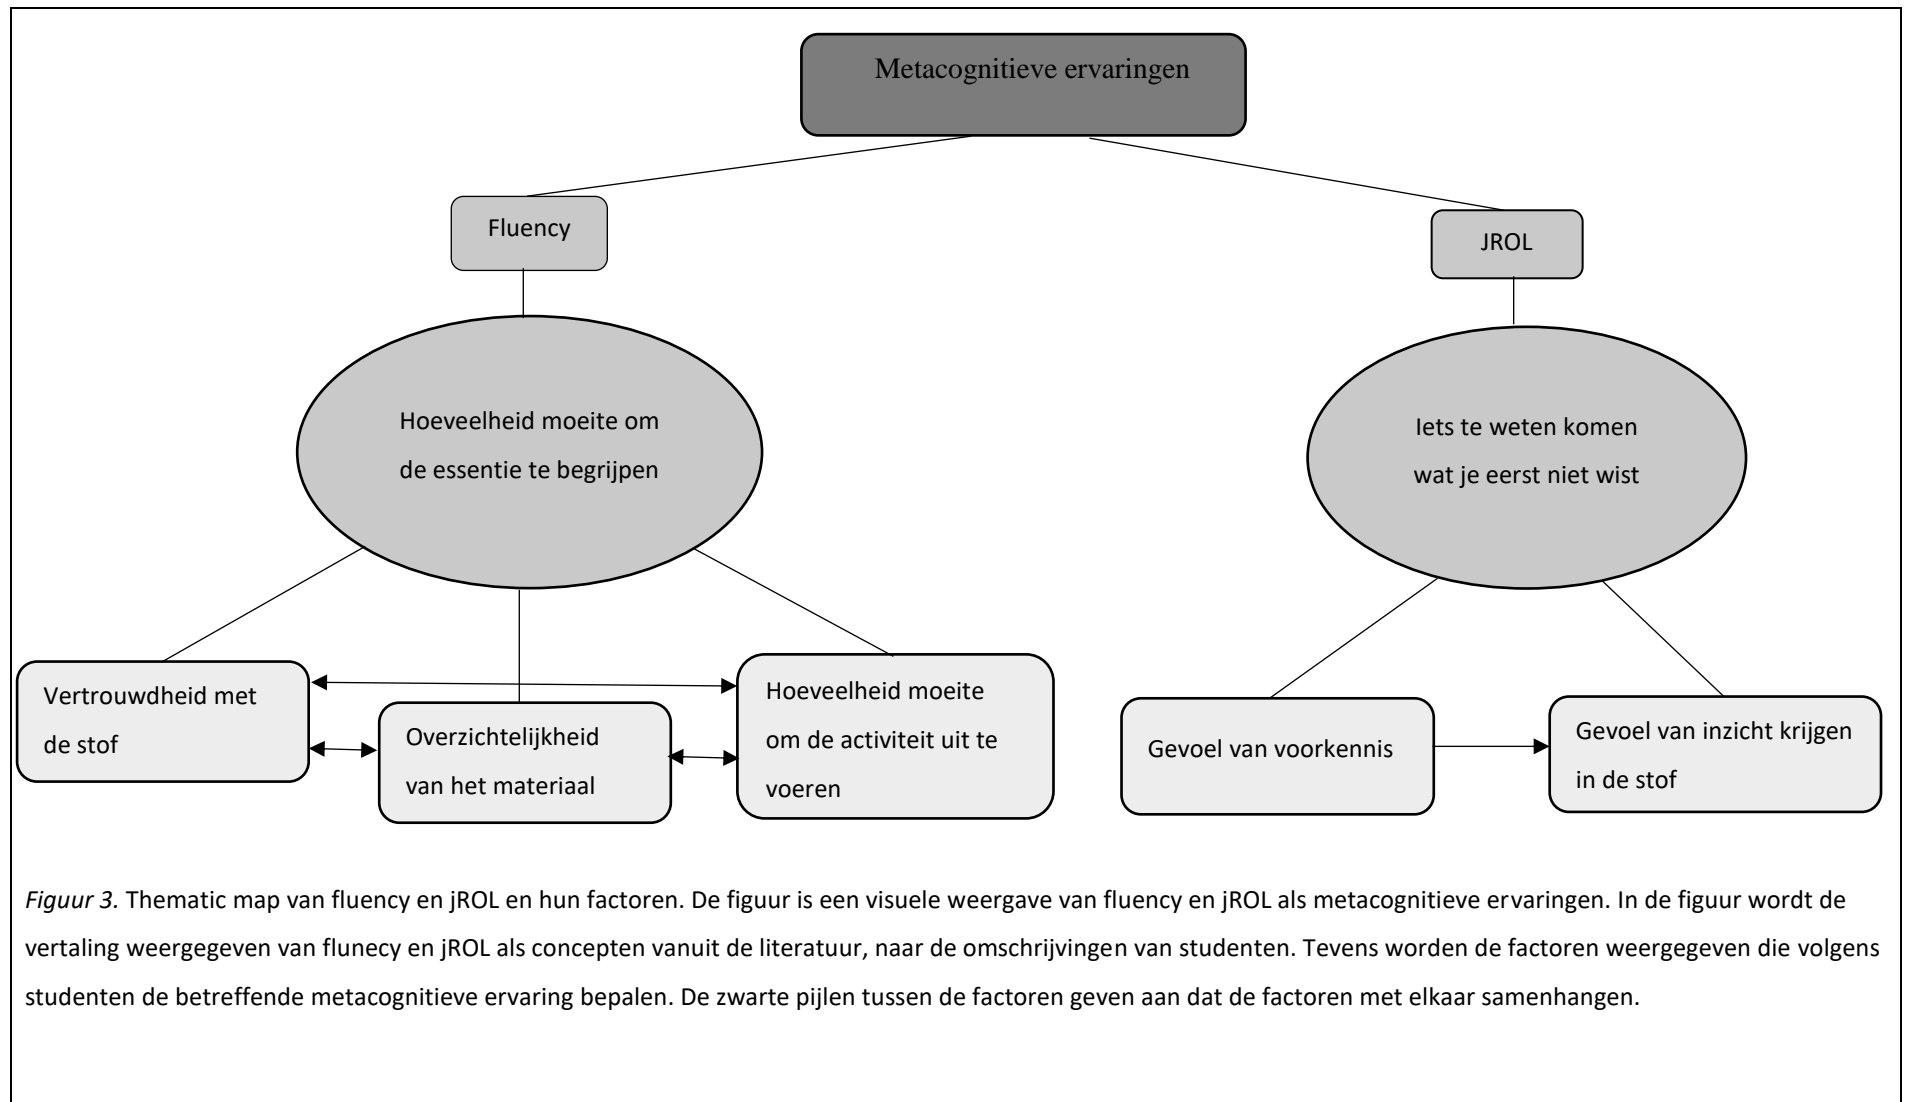 Metacognitieve ervaringen
Fluency
JROL
Hoeveelheid moeite om
de essentie te begrijpen
Iets te weten komen
wat je eerst niet wist
Vertrouwdheid met
de stof
Overzichtelijkheid
van het materiaal
Hoeveelheid moeite
om de activiteit uit te
voeren
Gevoel van voorkennis
Gevoel van inzicht krijgen
in de stof
Figuur 3. Thematic map van fluency en jROL en hun factoren. De figuur is een visuele weergave van fluency en jROL als metacognitieve ervaringen. In de figuur wordt de
vertaling weergegeven van flunecy en jROL als concepten vanuit de literatuur, naar de omschrijvingen van studenten. Tevens worden de factoren weergegeven die volgens
studenten de betreffende metacognitieve ervaring bepalen. De zwarte pijlen tussen de factoren geven aan dat de factoren met elkaar samenhangen.